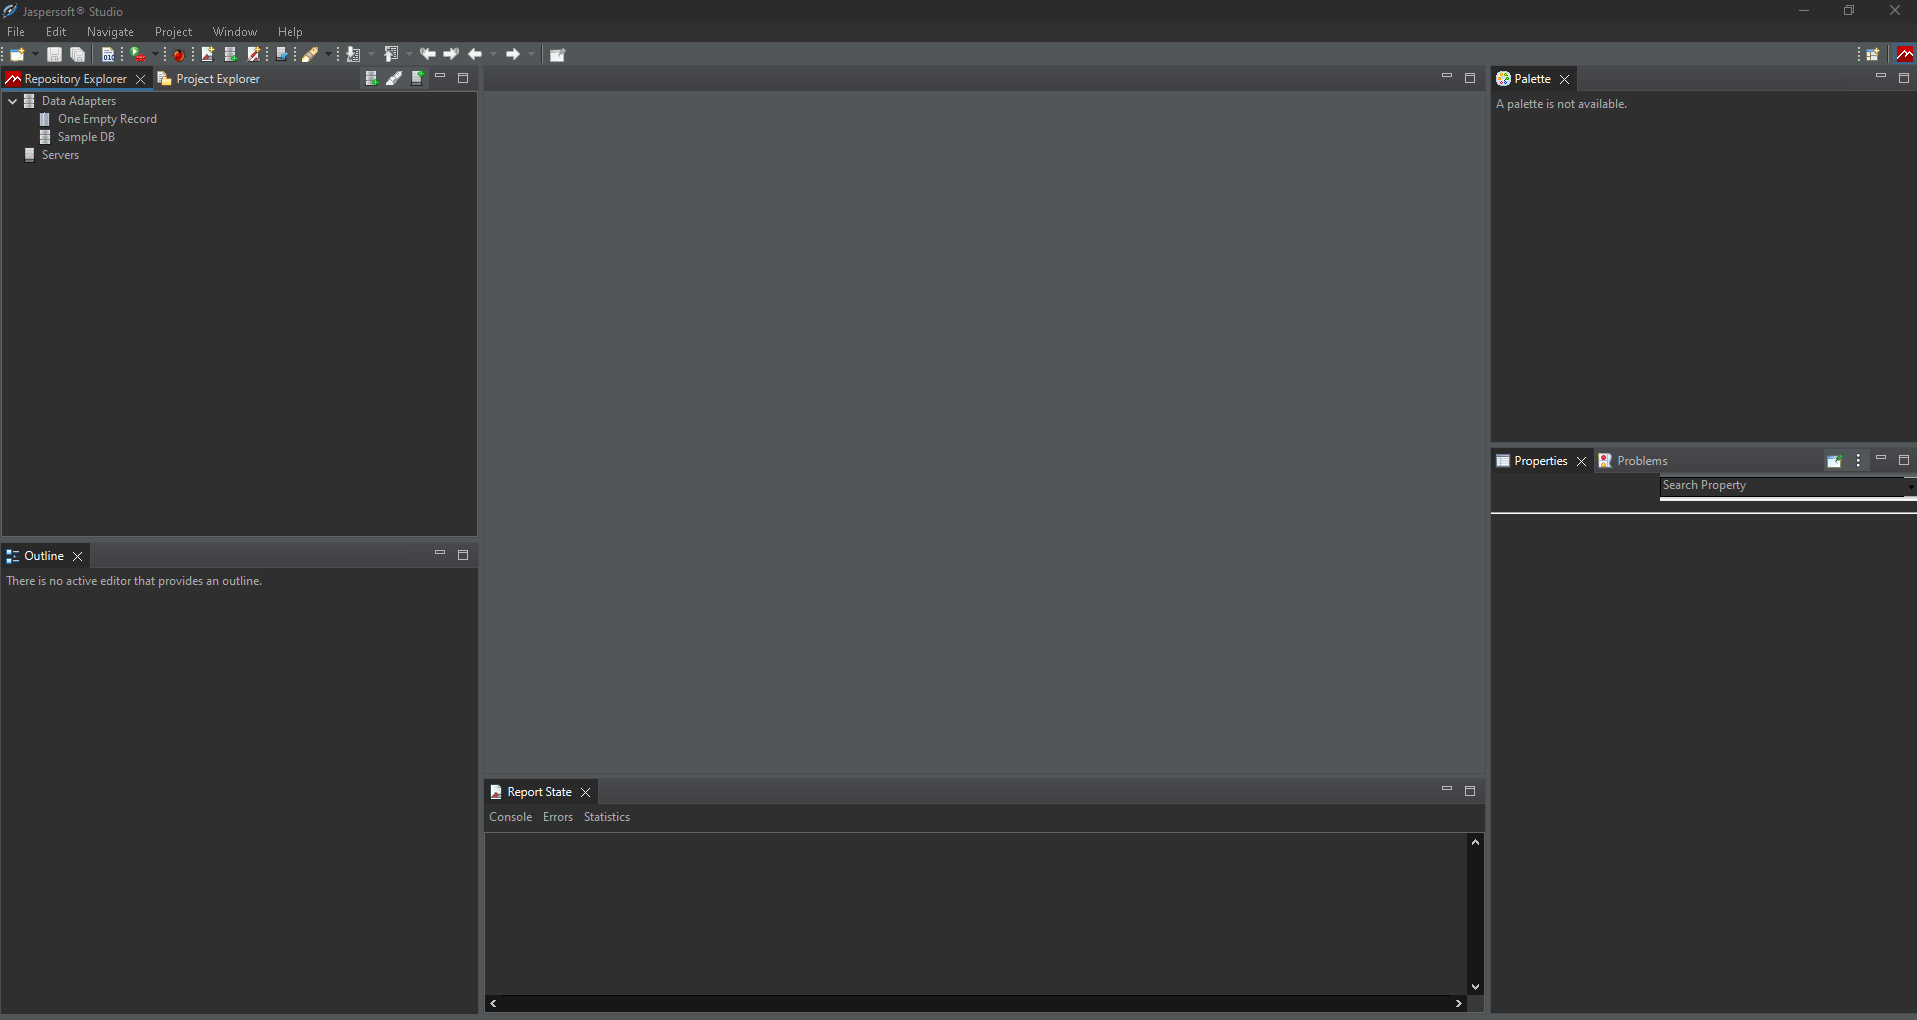 Jaspersoft® Studio
File Edit Navigate Project Window Help
Repository Explorer Project Explorer
Data Adapters
One Empty Record
Sample DB
Servers
Outline
There is no active editor that provides an outline.
Report State
Console Errors Statistics
Palette
A palette is not available.
Properties Problems
Search Property